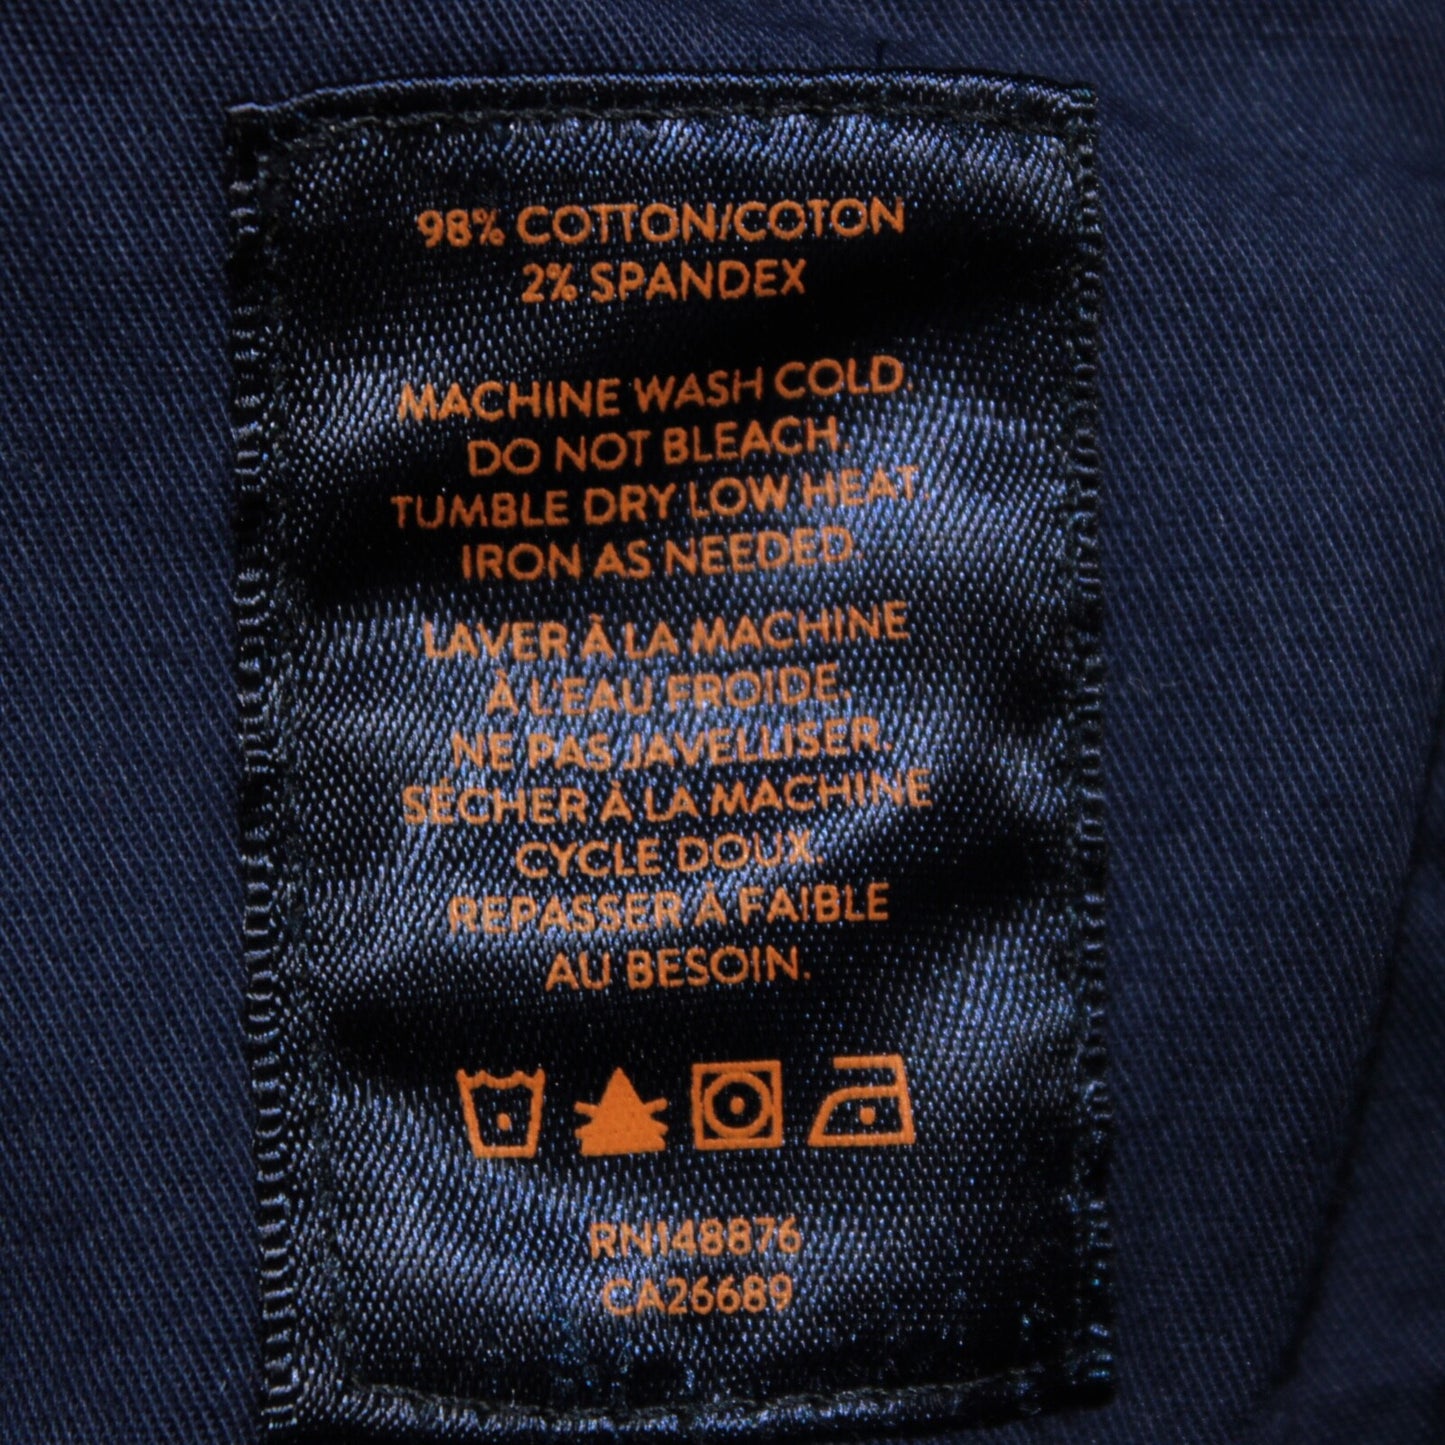 98% COTTON/COTON
2% SPANDEX
MACHINE WASH COLD.
DO NOT BLEACH.
TUMBLE DRY LOW HEAT.
IRON AS NEEDED.
LAVER À LA MACHINE
À L'EAU FROIDE.
NE PAS JAVELLISER.
SÉCHER À LA MACHINE
CYCLE DOUX.
REPASSER À FAIBLE
AU BESOIN.
RN148876
CA26689